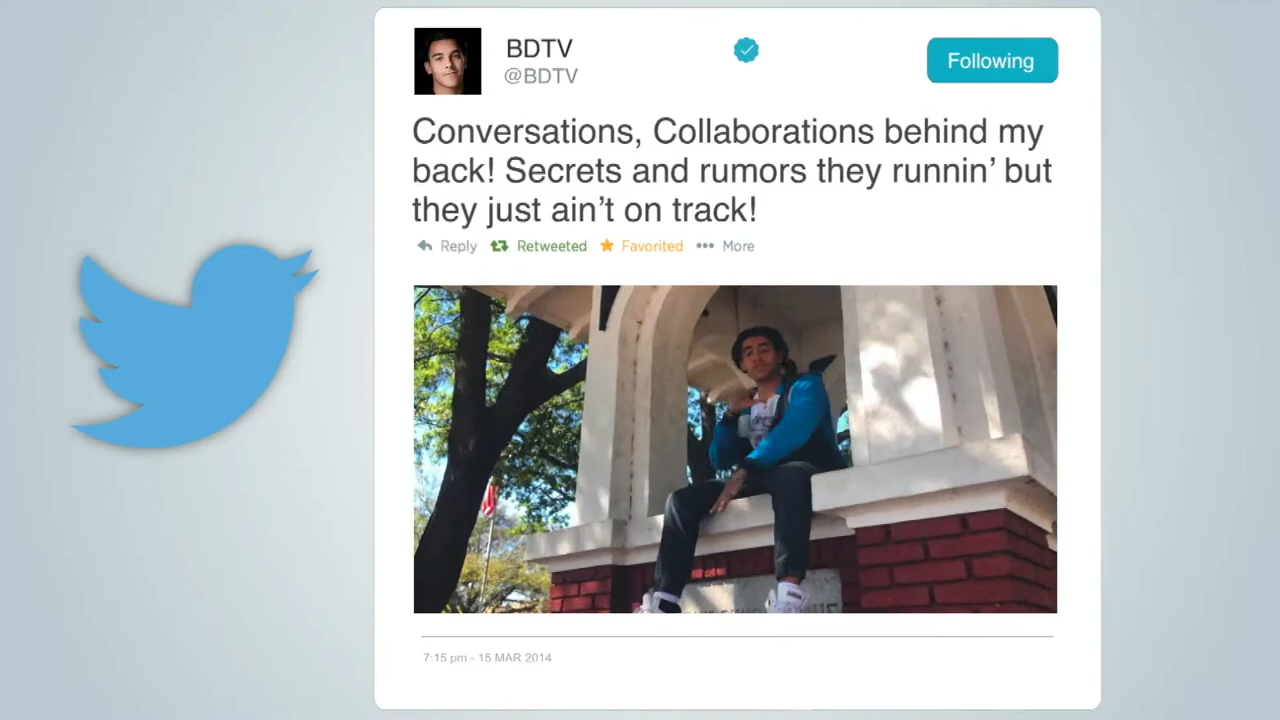 BDTV
@BDTV
Following
Conversations, Collaborations behind my
back! Secrets and rumors they runnin’ but
they just ain’t on track!
Reply Retweeted Favorited More
7:15 pm - 15 MAR 2014